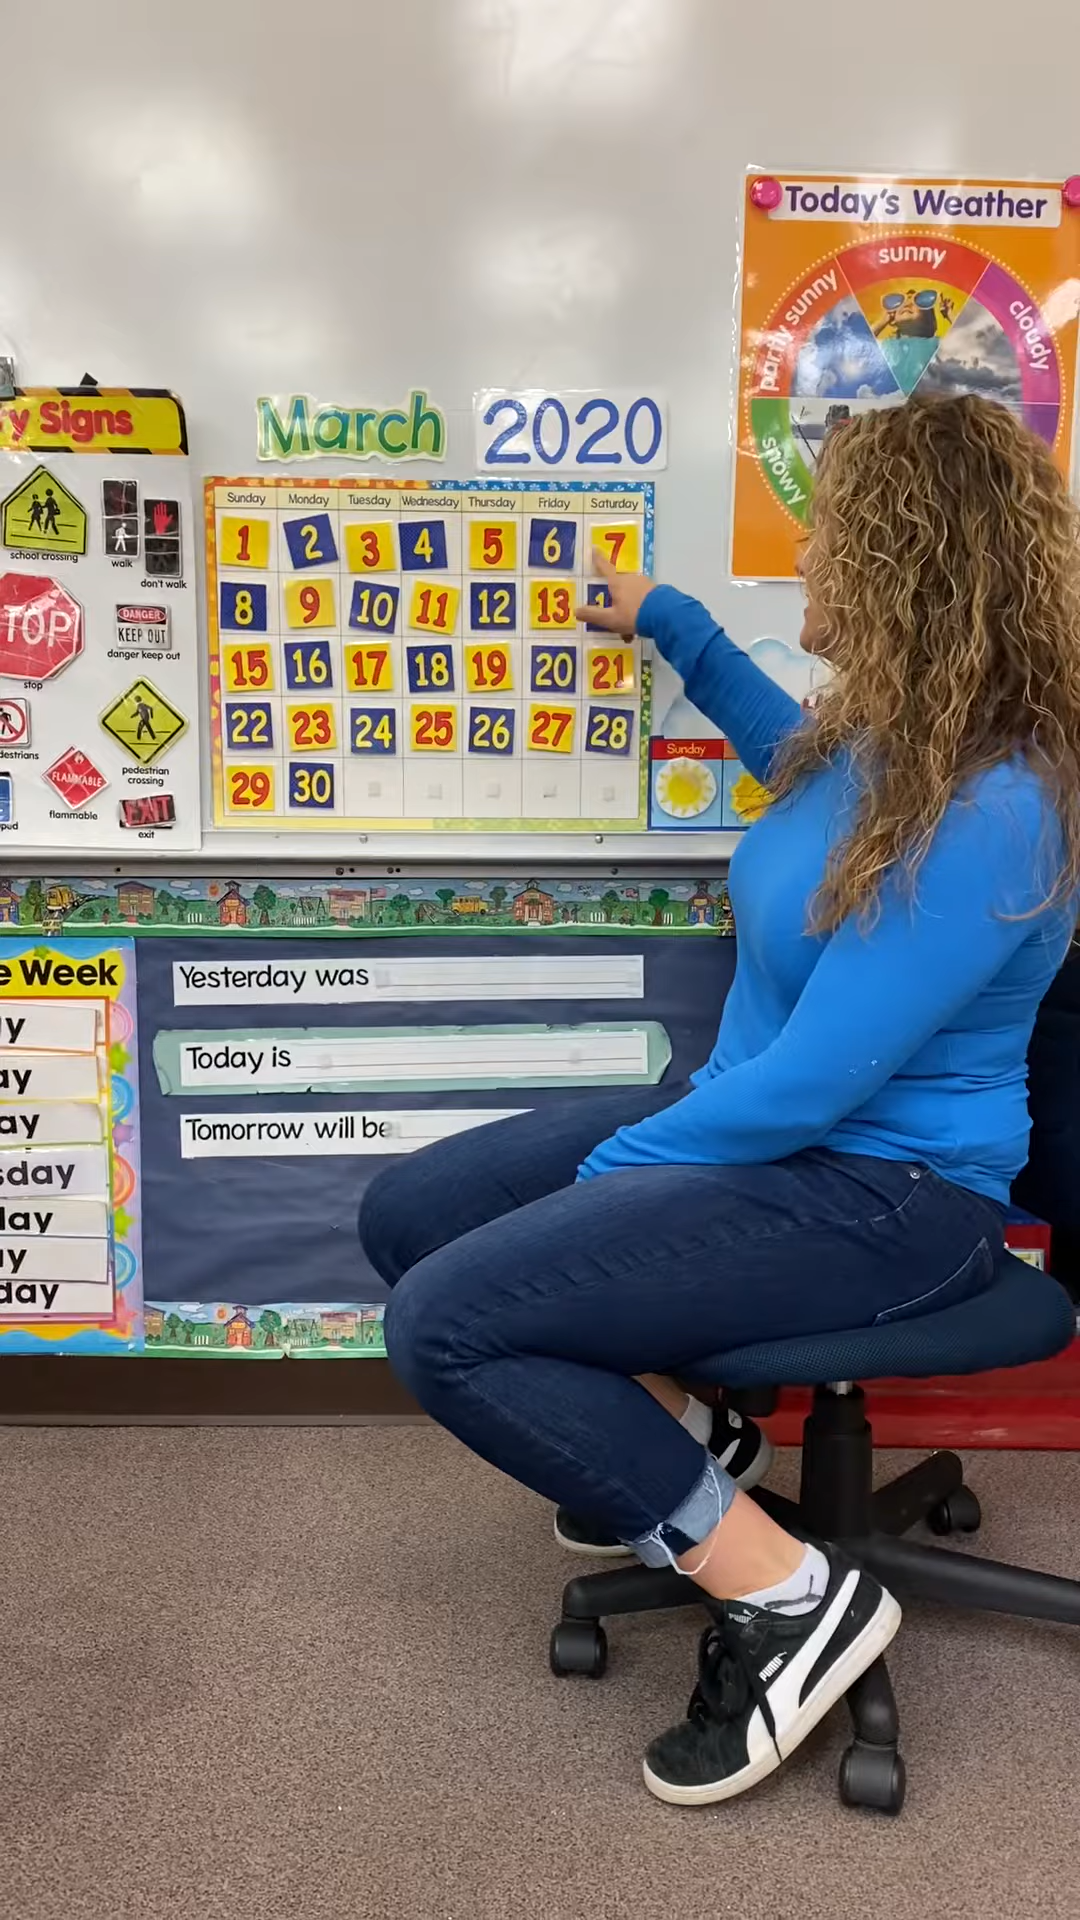 Today's Weather
sunny
partly sunny
cloudy
snowy
y Signs
school crossing
walk
don't walk
TOP
stop
DANGER
KEEP OUT
danger keep out
destrians
pedestrian
crossing
FLAMMABLE
flammable
EXIT
exit
March 2020
Sunday Monday Tuesday Wednesday Thursday Friday Saturday
1 2 3 4 5 6 7
8 9 10 11 12 13
15 16 17 18 19 20 21
22 23 24 25 26 27 28
29 30
Sunday
e Week
y
ay
ay
sday
day
y
day
Yesterday was
Today is
Tomorrow will be
PUMA
PUMA